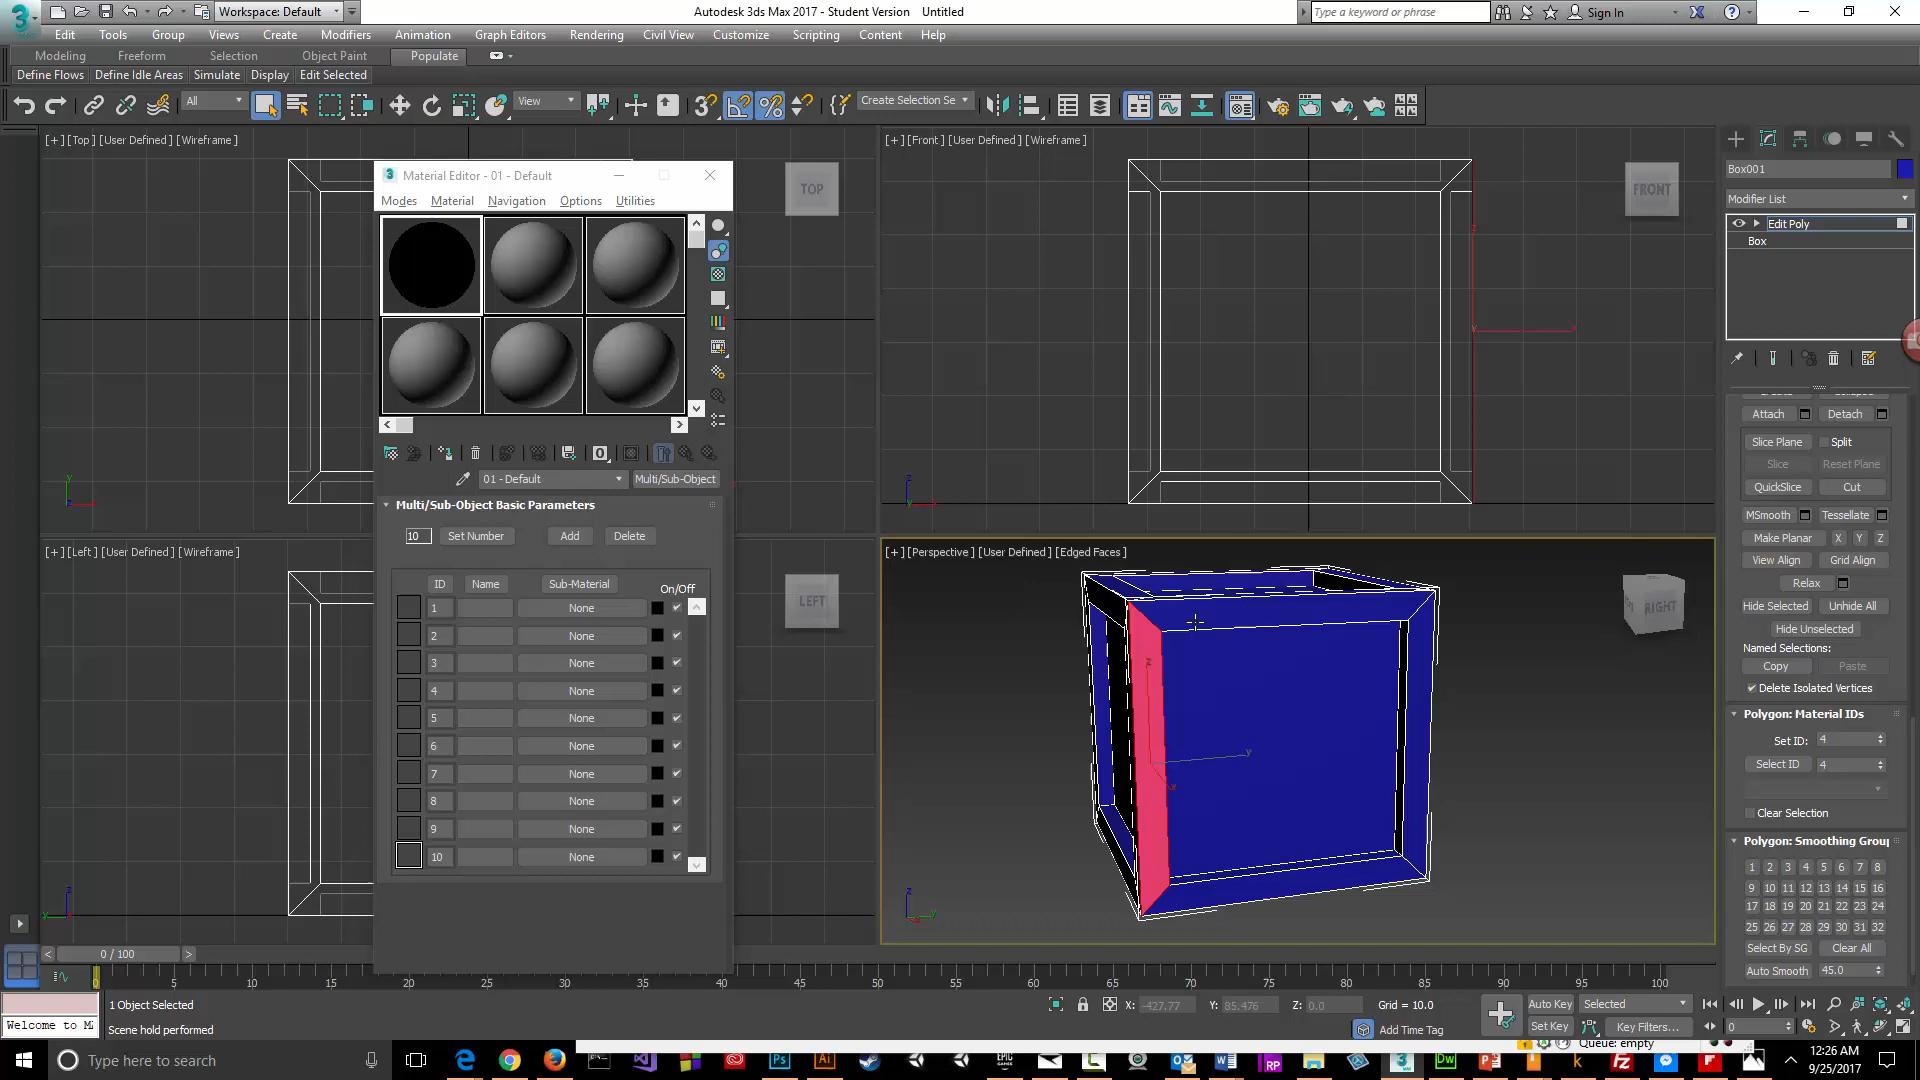 Workspace: Default
Autodesk 3ds Max 2017 - Student Version    Untitled
Type a keyword or phrase
Sign In
Edit Tools Group Views Create Modifiers Animation Graph Editors Rendering Civil View Customize Scripting Content Help
Modeling Freeform Selection Object Paint Populate
Define Flows Define Idle Areas Simulate Display Edit Selected
All View Create Selection Se
[+][Top][User Defined][Wireframe]
TOP
[+][Front][User Defined][Wireframe]
FRONT
[+][Left][User Defined][Wireframe]
LEFT
[+][Perspective][User Defined][Edged Faces]
RIGHT
Material Editor - 01 - Default
Modes Material Navigation Options Utilities
01 - Default Multi/Sub-Object
Multi/Sub-Object Basic Parameters
10 Set Number Add Delete
ID Name Sub-Material On/Off
1 None
2 None
3 None
4 None
5 None
6 None
7 None
8 None
9 None
10 None
Box001
Modifier List
Edit Poly
Box
Attach Detach
Slice Plane Split
Slice Reset Plane
QuickSlice Cut
MSmooth Tessellate
Make Planar X Y Z
View Align Grid Align
Relax
Hide Selected Unhide All
Hide Unselected
Named Selections:
Copy Paste
Delete Isolated Vertices
Polygon: Material IDs
Set ID: 4
Select ID 4
Clear Selection
Polygon: Smoothing Group
1 2 3 4 5 6 7 8
9 10 11 12 13 14 15 16
17 18 19 20 21 22 23 24
25 26 27 28 29 30 31 32
Select By SG Clear All
Auto Smooth 45.0
< 0 / 100 >
5 10 15 20 25 30 35 40 45 50 55 60 65 70 75 80 85 90 95 100
Welcome to M
1 Object Selected
Scene hold performed
X: -427.77 Y: 85.476 Z: 0.0 Grid = 10.0
Add Time Tag
Auto Key Selected
Set Key Key Filters...
0
Queue: empty
Type here to search
12:26 AM
9/25/2017